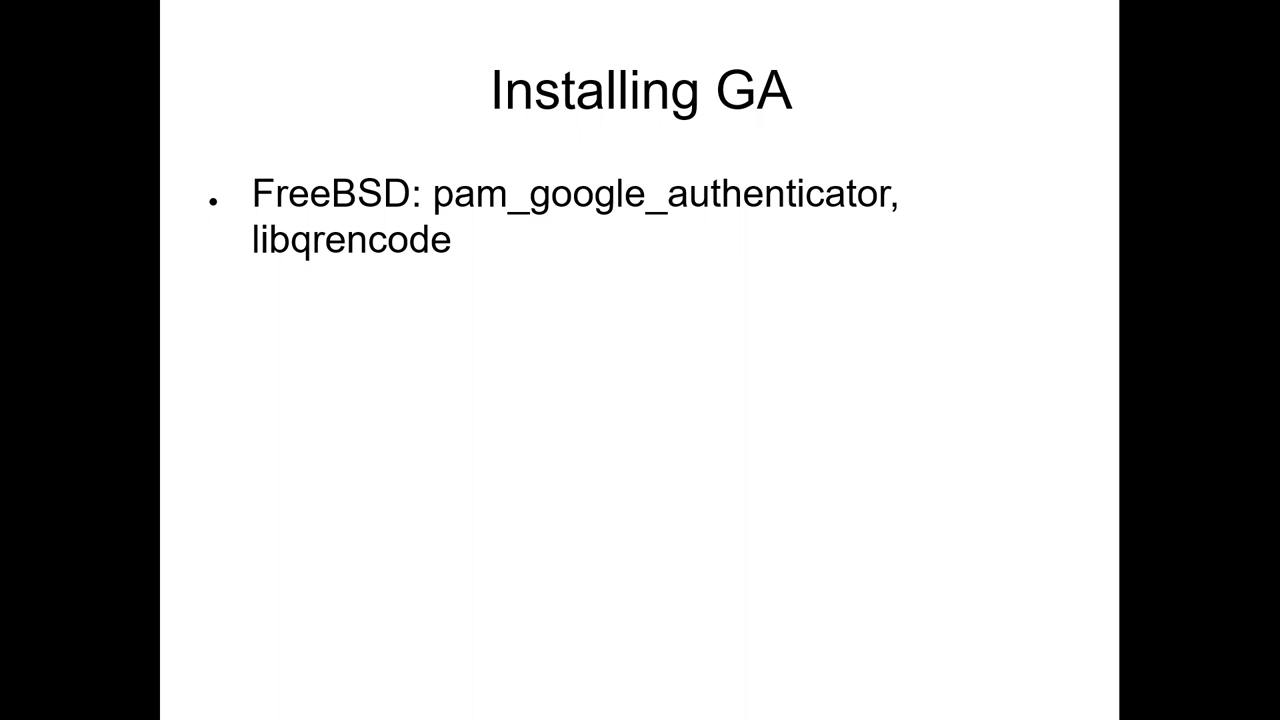 Installing GA
● FreeBSD: pam_google_authenticator,
libqrencode